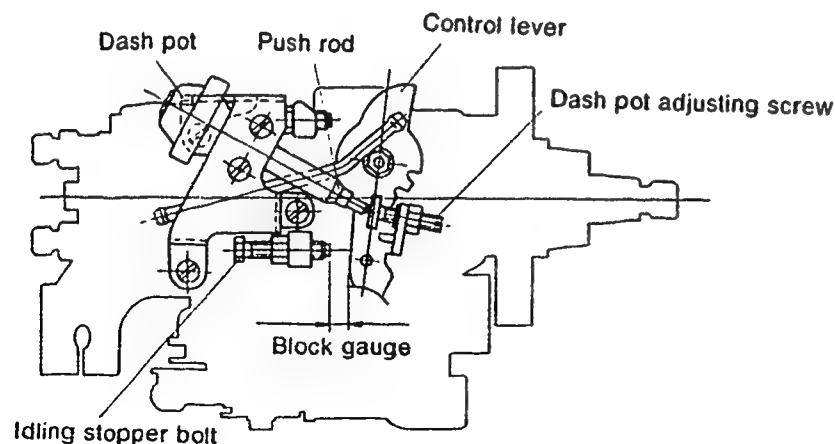 Dash pot
Push rod
Control lever
Dash pot adjusting screw
Block gauge
Idling stopper bolt